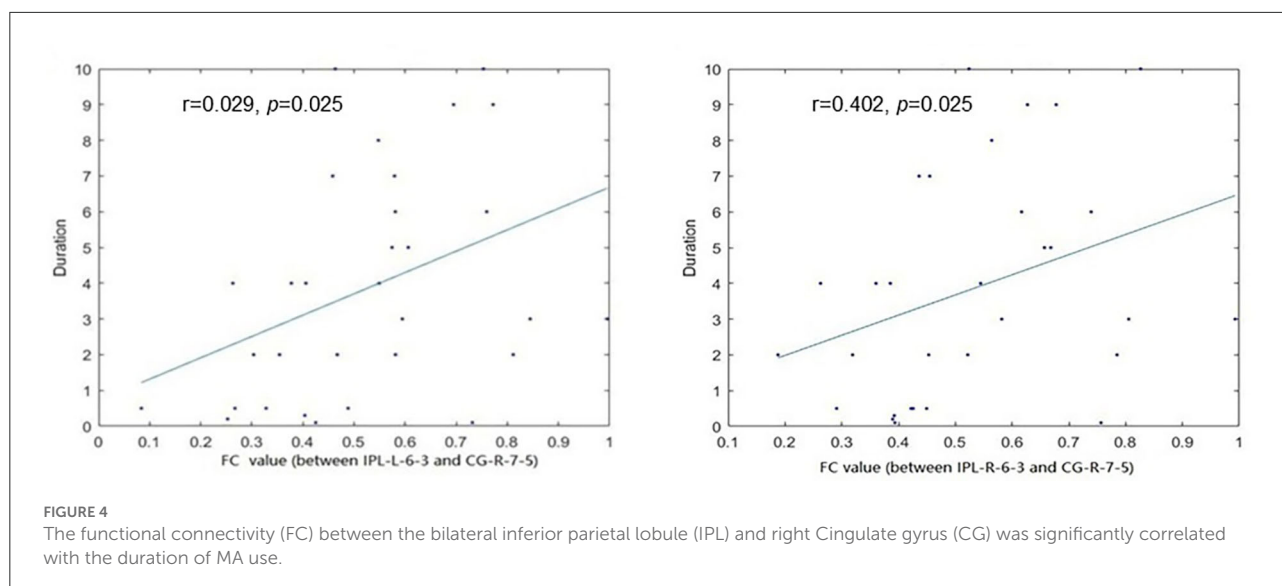 10
9
8
7
6
5
4
3
2
1
0
Duration
r=0.029, p=0.025
0 0.1 0.2 0.3 0.4 0.5 0.6 0.7 0.8 0.9 1
FC value (between IPL-L-6-3 and CG-R-7-5)
10
9
8
7
6
5
4
3
2
1
0
Duration
r=0.402, p=0.025
0.1 0.2 0.3 0.4 0.5 0.6 0.7 0.8 0.9 1
FC value (between IPL-R-6-3 and CG-R-7-5)
FIGURE 4
The functional connectivity (FC) between the bilateral inferior parietal lobule (IPL) and right Cingulate gyrus (CG) was significantly correlated
with the duration of MA use.